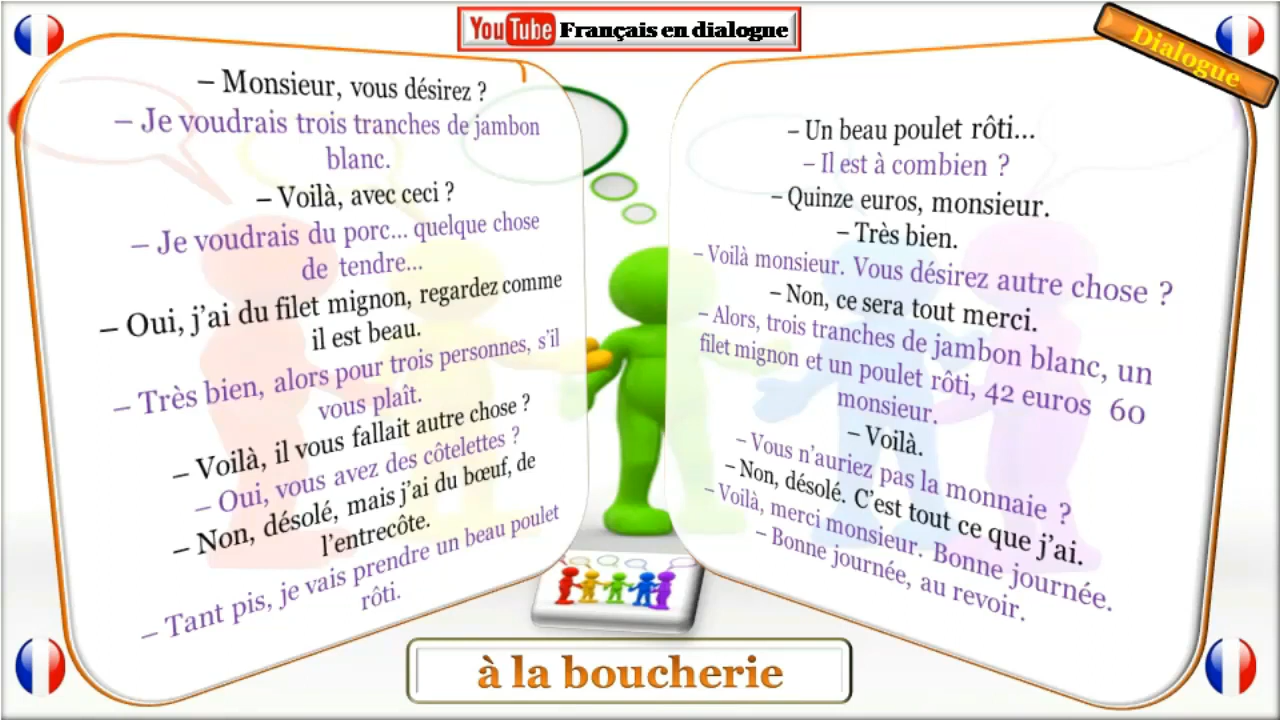 You Tube Français en dialogue
Dialogue
– Monsieur, vous désirez ?
– Je voudrais trois tranches de jambon
blanc.
– Voilà, avec ceci ?
– Je voudrais du porc... quelque chose
de tendre...
– Oui, j'ai du filet mignon, regardez comme
il est beau.
– Très bien, alors pour trois personnes, s'il
vous plaît.
– Voilà, il vous fallait autre chose ?
– Oui, vous avez des côtelettes ?
– Non, désolé, mais j'ai du bœuf, de
l'entrecôte.
– Tant pis, je vais prendre un beau poulet
rôti.
– Un beau poulet rôti...
– Il est à combien ?
– Quinze euros, monsieur.
– Très bien.
– Voilà monsieur. Vous désirez autre chose ?
– Non, ce sera tout merci.
– Alors, trois tranches de jambon blanc, un
filet mignon et un poulet rôti, 42 euros 60
monsieur.
– Voilà.
– Vous n'auriez pas la monnaie ?
– Non, désolé. C'est tout ce que j'ai.
– Voilà, merci monsieur. Bonne journée.
– Bonne journée, au revoir.
à la boucherie